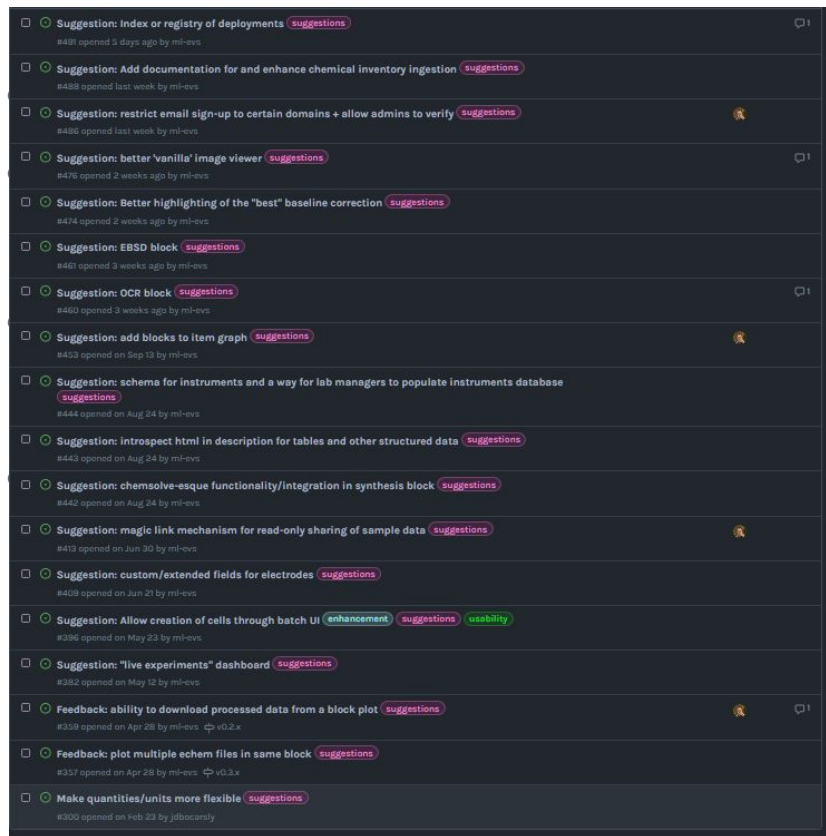 Suggestion: Index or registry of deployments suggestions 1
#491 opened 5 days ago by ml-evs
Suggestion: Add documentation for and enhance chemical inventory ingestion suggestions
#488 opened last week by ml-evs
Suggestion: restrict email sign-up to certain domains + allow admins to verify suggestions
#486 opened last week by ml-evs
Suggestion: better 'vanilla' image viewer suggestions 1
#476 opened 2 weeks ago by ml-evs
Suggestion: Better highlighting of the "best" baseline correction suggestions
#474 opened 2 weeks ago by ml-evs
Suggestion: EBSD block suggestions
#461 opened 3 weeks ago by ml-evs
Suggestion: OCR block suggestions 1
#460 opened 3 weeks ago by ml-evs
Suggestion: add blocks to item graph suggestions
#453 opened on Sep 13 by ml-evs
Suggestion: schema for instruments and a way for lab managers to populate instruments database
suggestions
#444 opened on Aug 24 by ml-evs
Suggestion: introspect html in description for tables and other structured data suggestions
#443 opened on Aug 24 by ml-evs
Suggestion: chemsolve-esque functionality/integration in synthesis block suggestions
#442 opened on Aug 24 by ml-evs
Suggestion: magic link mechanism for read-only sharing of sample data suggestions
#413 opened on Jun 30 by ml-evs
Suggestion: custom/extended fields for electrodes suggestions
#409 opened on Jun 21 by ml-evs
Suggestion: Allow creation of cells through batch UI enhancement suggestions usability
#396 opened on May 23 by ml-evs
Suggestion: "live experiments" dashboard suggestions
#382 opened on May 12 by ml-evs
Feedback: ability to download processed data from a block plot suggestions 1
#359 opened on Apr 28 by ml-evs v0.2.x
Feedback: plot multiple echem files in same block suggestions
#357 opened on Apr 28 by ml-evs v0.3.x
Make quantities/units more flexible suggestions
#300 opened on Feb 23 by jdbocarsly